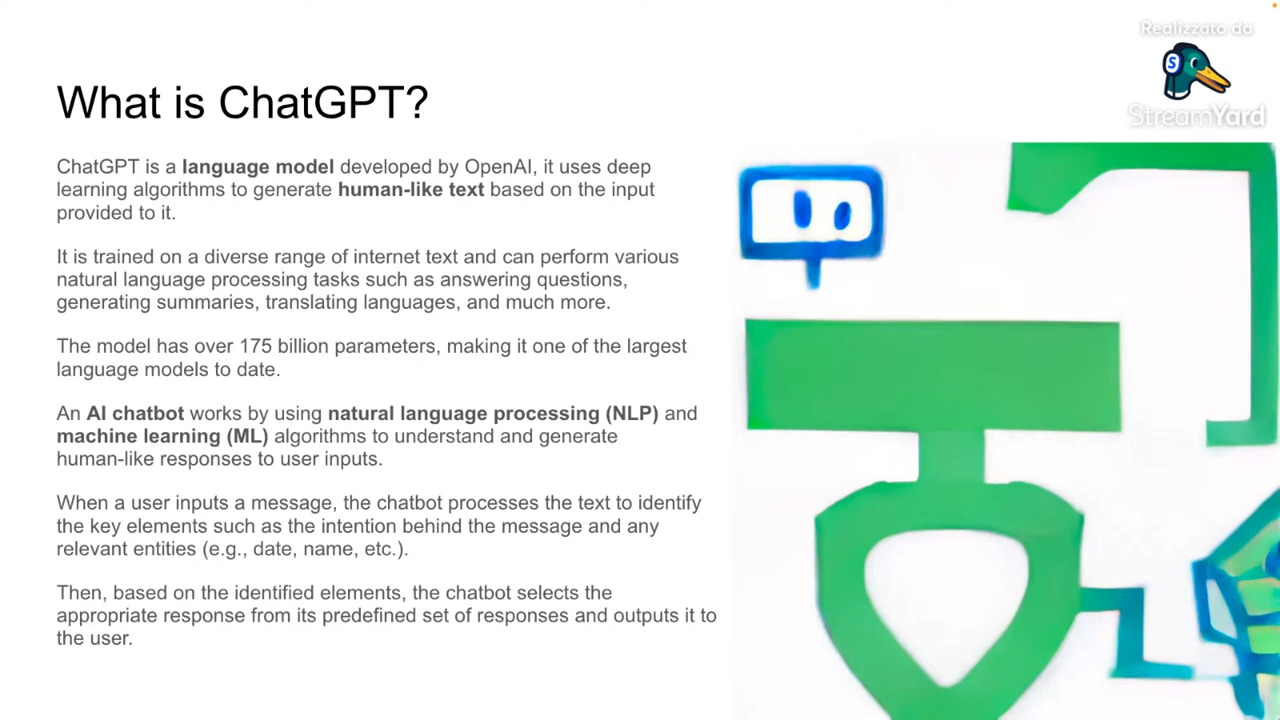 Realizzato da
S
StreamYard
What is ChatGPT?
ChatGPT is a language model developed by OpenAI, it uses deep
learning algorithms to generate human-like text based on the input
provided to it.
It is trained on a diverse range of internet text and can perform various
natural language processing tasks such as answering questions,
generating summaries, translating languages, and much more.
The model has over 175 billion parameters, making it one of the largest
language models to date.
An AI chatbot works by using natural language processing (NLP) and
machine learning (ML) algorithms to understand and generate
human-like responses to user inputs.
When a user inputs a message, the chatbot processes the text to identify
the key elements such as the intention behind the message and any
relevant entities (e.g., date, name, etc.).
Then, based on the identified elements, the chatbot selects the
appropriate response from its predefined set of responses and outputs it to
the user.